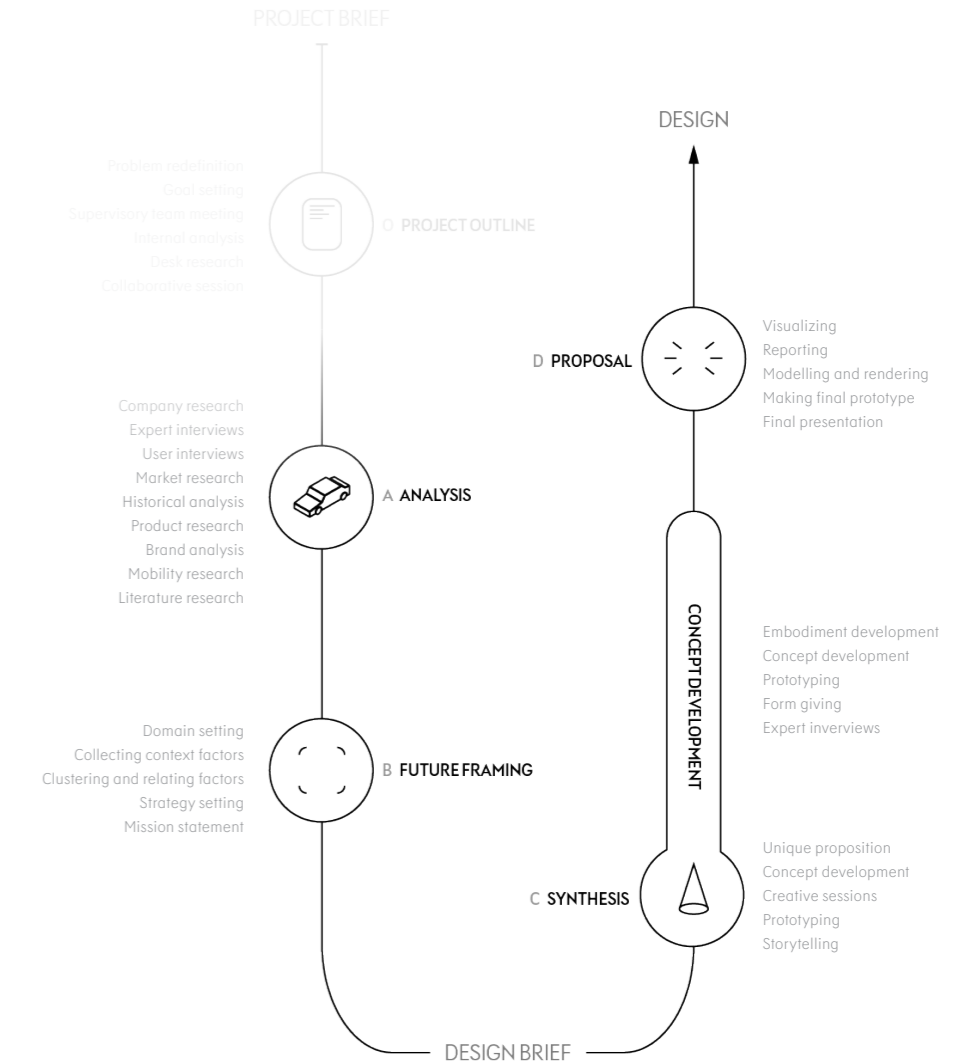 PROJECT BRIEF
Problem redefinition
Goal setting
Supervisory team meeting
Internal analysis
Desk research
Collaborative session
O PROJECT OUTLINE
Company research
Expert interviews
User interviews
Market research
Historical analysis
Product research
Brand analysis
Mobility research
Literature research
A ANALYSIS
Domain setting
Collecting context factors
Clustering and relating factors
Strategy setting
Mission statement
B FUTURE FRAMING
DESIGN BRIEF
C SYNTHESIS
Unique proposition
Concept development
Creative sessions
Prototyping
Storytelling
CONCEPT DEVELOPMENT
Embodiment development
Concept development
Prototyping
Form giving
Expert inverviews
D PROPOSAL
Visualizing
Reporting
Modelling and rendering
Making final prototype
Final presentation
DESIGN